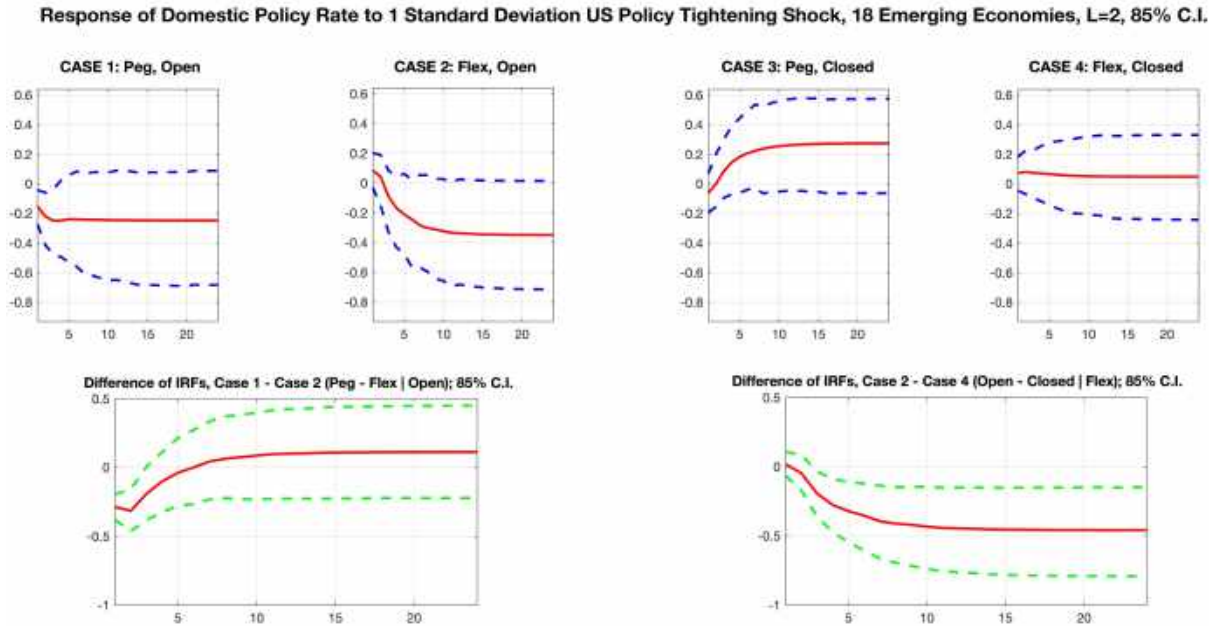 Response of Domestic Policy Rate to 1 Standard Deviation US Policy Tightening Shock, 18 Emerging Economies, L=2, 85% C.I.
CASE 1: Peg, Open
CASE 2: Flex, Open
CASE 3: Peg, Closed
CASE 4: Flex, Closed
0.6 0.4 0.2 0 -0.2 -0.4 -0.6 -0.8
5 10 15 20
0.6 0.4 0.2 0 -0.2 -0.4 -0.6 -0.8
5 10 15 20
0.6 0.4 0.2 0 -0.2 -0.4 -0.6 -0.8
5 10 15 20
0.6 0.4 0.2 0 -0.2 -0.4 -0.6 -0.8
5 10 15 20
Difference of IRFs, Case 1 - Case 2 (Peg - Flex | Open); 85% C.I.
0.5 0 -0.5 -1
5 10 15 20
Difference of IRFs, Case 2 - Case 4 (Open - Closed | Flex); 85% C.I.
0.5 0 -0.5 -1
5 10 15 20